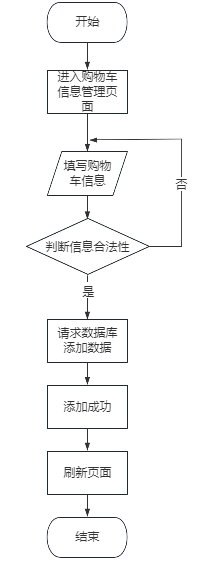 开始
进入购物车
信息管理页
面
填写购物
车信息
否
判断信息合法性
是
请求数据库
添加数据
添加成功
刷新页面
结束